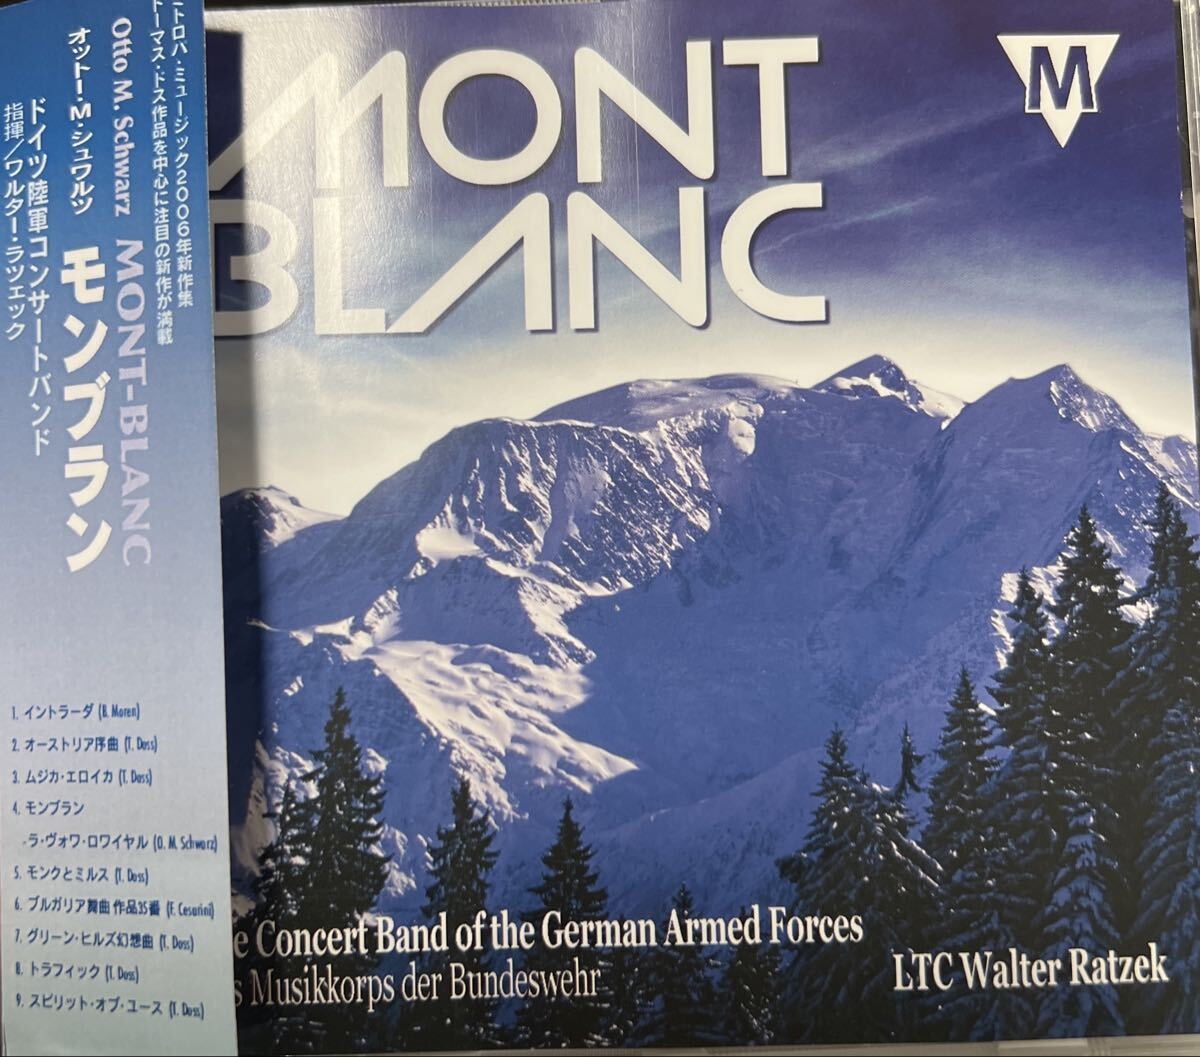 トロハ・ミュージック2006年新作集
ーマス・ドス作品を中心に注目の新作が満載
Otto M. Schwarz MONT-BLANC
オットー・M・シュワルツ モンブラン
ドイツ陸軍コンサートバンド
指揮/ワルター・ラツェック
1. イントラーダ (B. Moren)
2. オーストリア序曲 (T. Doss)
3. ムジカ・エロイカ (T. Doss)
4. モンブラン
-ラ・ヴォワ・ロワイヤル (O. M. Schwarz)
5. モンクとミルス (T. Doss)
6. ブルガリア舞曲 作品35番 (F. Cesarini)
7. グリーン・ヒルズ幻想曲 (T. Doss)
8. トラフィック (T. Doss)
9. スピリット・オブ・ユース (T. Doss)
MONT
BLANC
M
e Concert Band of the German Armed Forces
s Musikkorps der Bundeswehr
LTC Walter Ratzek